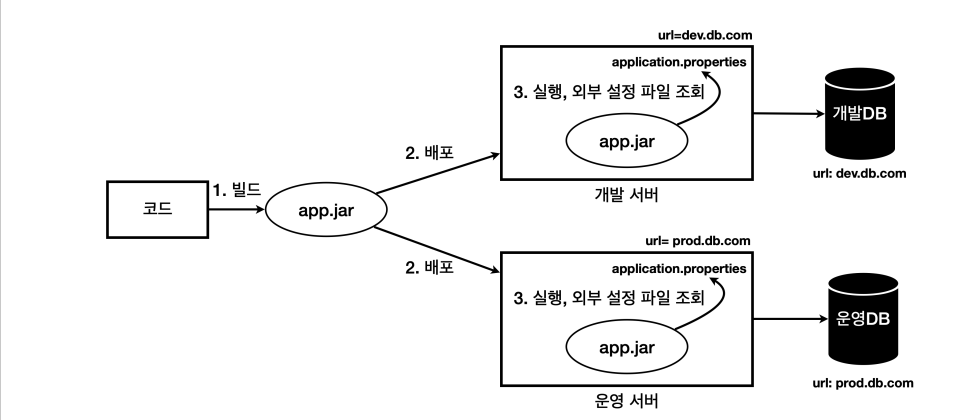 코드
1. 빌드
app.jar
2. 배포
url=dev.db.com
application.properties
3. 실행, 외부 설정 파일 조회
app.jar
개발 서버
개발DB
url: dev.db.com
2. 배포
url= prod.db.com
application.properties
3. 실행, 외부 설정 파일 조회
app.jar
운영 서버
운영DB
url: prod.db.com